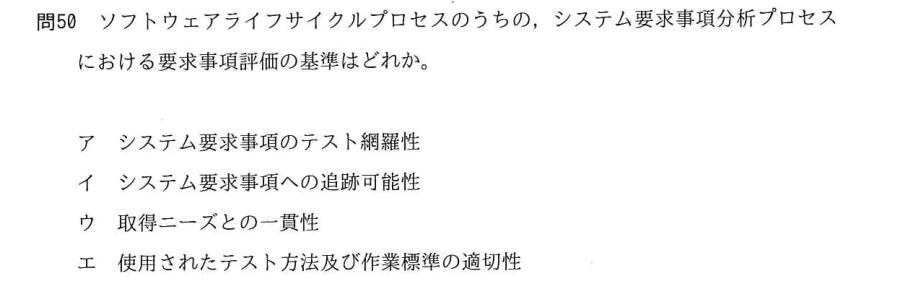 問50 ソフトウェアライフサイクルプロセスのうちの，システム要求事項分析プロセス
における要求事項評価の基準はどれか。
ア システム要求事項のテスト網羅性
イ システム要求事項への追跡可能性
ウ 取得ニーズとの一貫性
エ 使用されたテスト方法及び作業標準の適切性